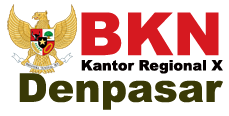 BKN
Kantor Regional X
Denpasar